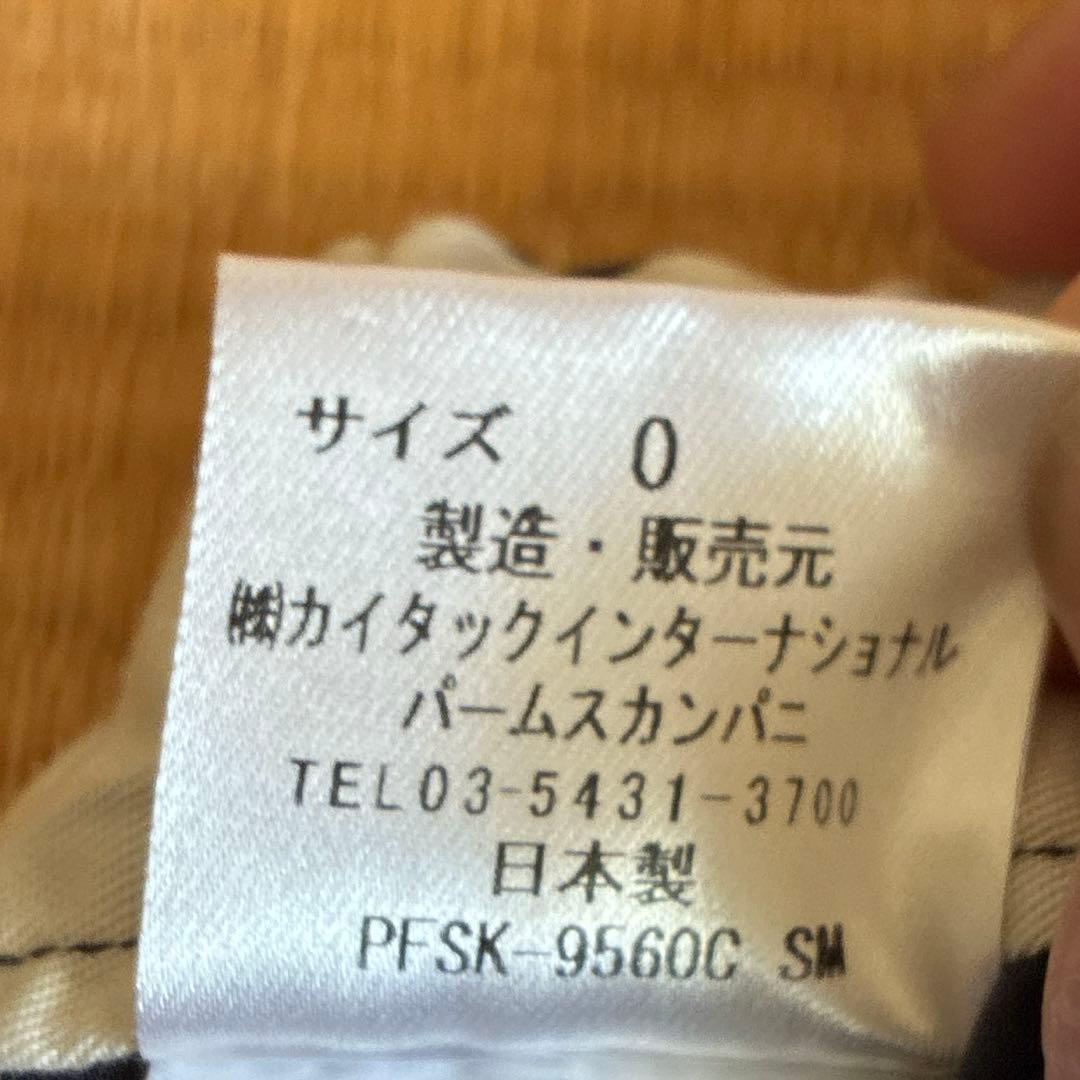 サイズ 0
製造・販売元
㈱カイタックインターナショナル
パームスカンパニ
TEL03-5431-3700
日本製
PFSK-9560C SM